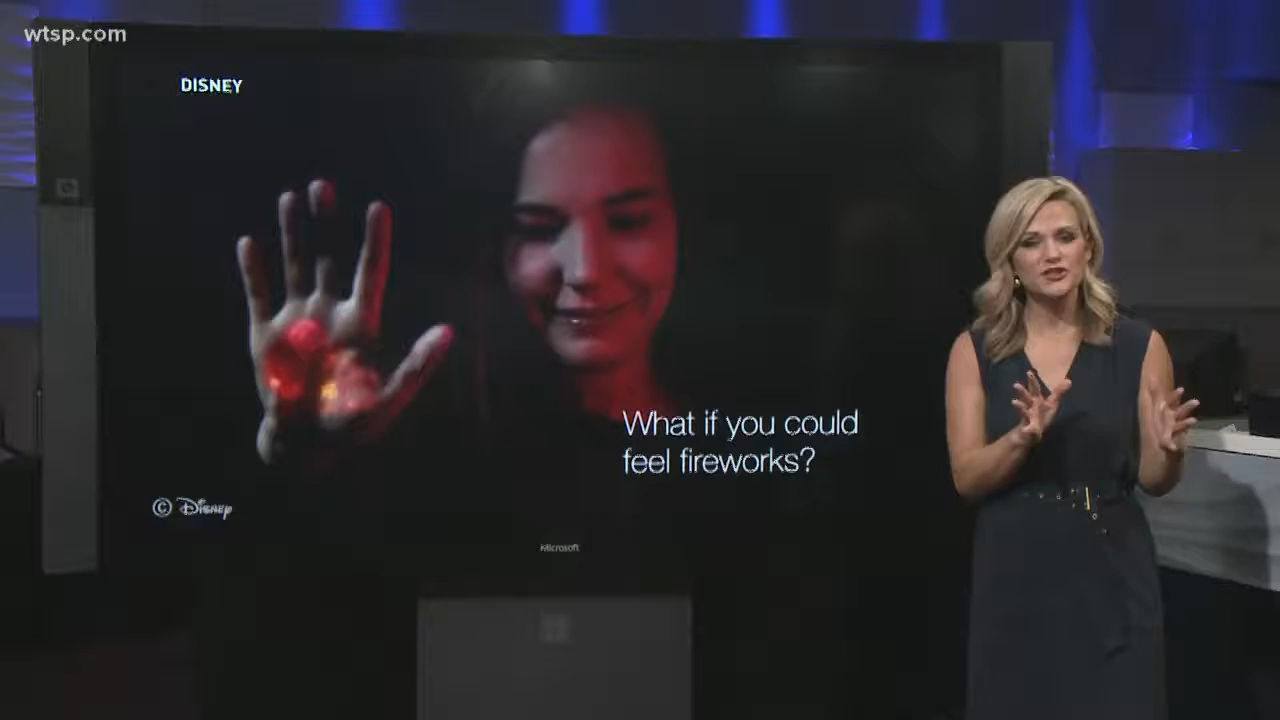 wtsp.com
DISNEY
What if you could
feel fireworks?
© Disney
Microsoft